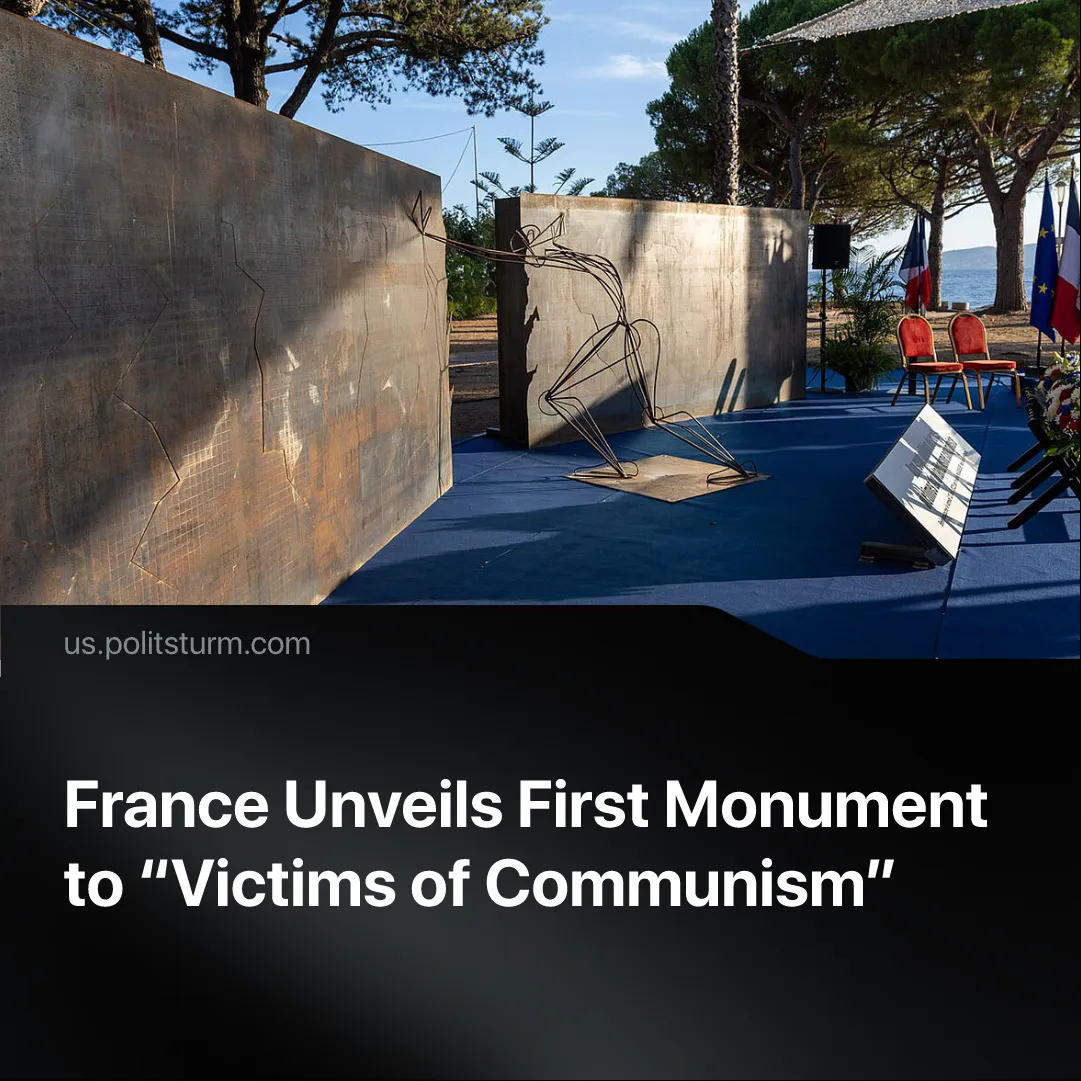 us.politsturm.com
France Unveils First Monument
to “Victims of Communism”